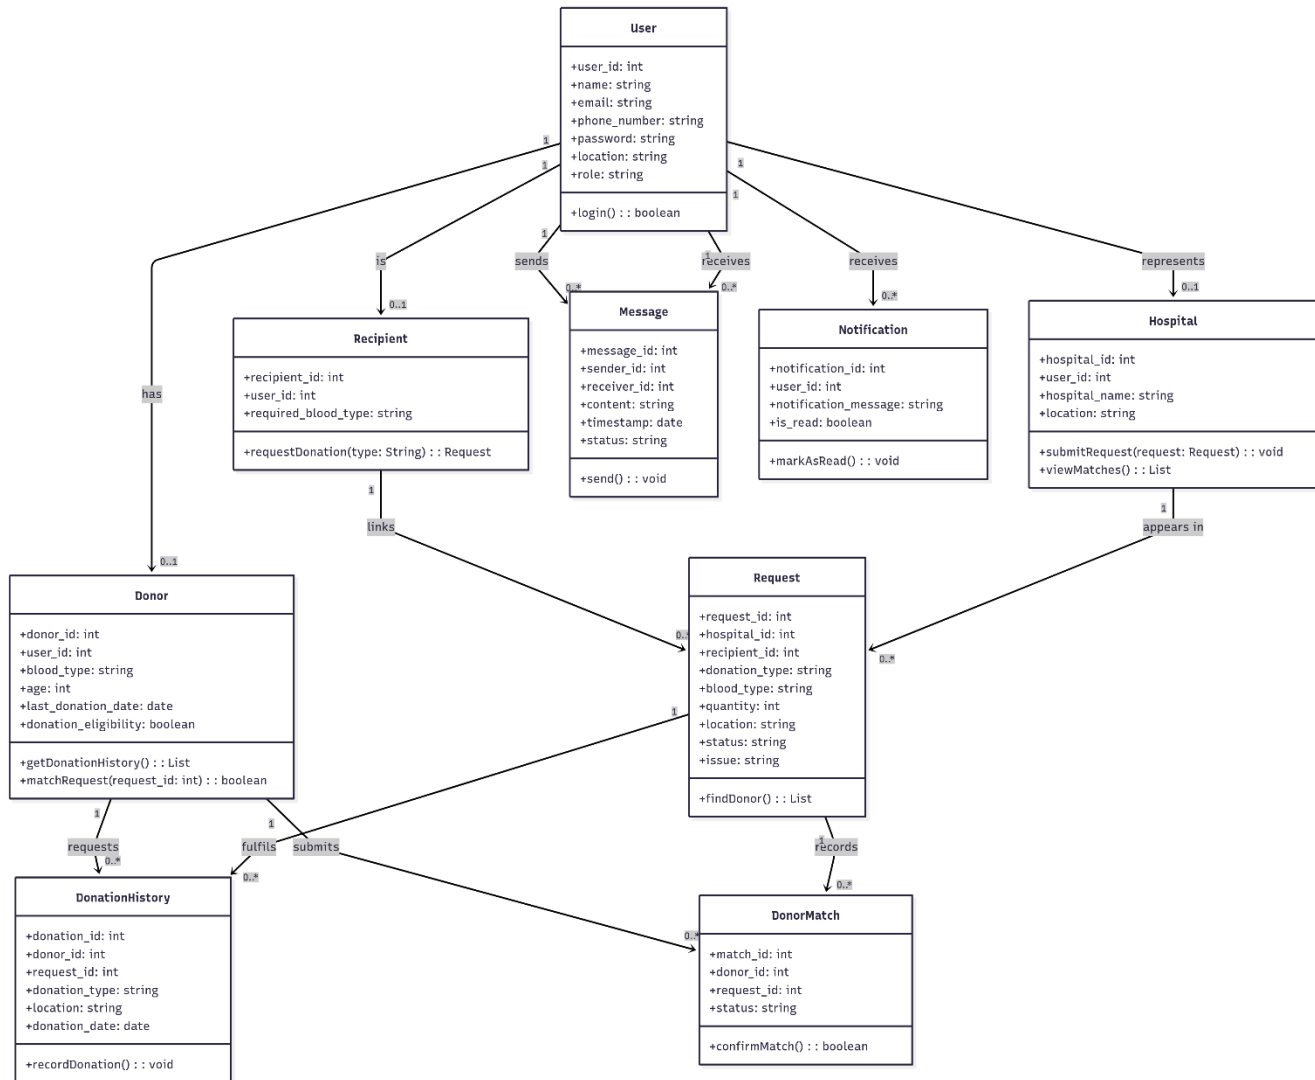 User
+user_id: int
+name: string
+email: string
+phone_number: string
+password: string
+location: string
+role: string
+login() : : boolean
1
1
1
1
1
1
is
sends
receives
receives
represents
0..1
0..*
0..*
0..*
0..1
has
0..1
Recipient
+recipient_id: int
+user_id: int
+required_blood_type: string
+requestDonation(type: String) : : Request
Message
+message_id: int
+sender_id: int
+receiver_id: int
+content: string
+timestamp: date
+status: string
+send() : : void
Notification
+notification_id: int
+user_id: int
+notification_message: string
+is_read: boolean
+markAsRead() : : void
Hospital
+hospital_id: int
+user_id: int
+hospital_name: string
+location: string
+submitRequest(request: Request) : : void
+viewMatches() : : List
1
links
0..*
1
appears in
0..*
Donor
+donor_id: int
+user_id: int
+blood_type: string
+age: int
+last_donation_date: date
+donation_eligibility: boolean
+getDonationHistory() : : List
+matchRequest(request_id: int) : : boolean
Request
+request_id: int
+hospital_id: int
+recipient_id: int
+donation_type: string
+blood_type: string
+quantity: int
+location: string
+status: string
+issue: string
+findDonor() : : List
1
requests
0..*
1
fulfils
0..*
1
submits
0..*
1
records
0..*
DonationHistory
+donation_id: int
+donor_id: int
+request_id: int
+donation_type: string
+location: string
+donation_date: date
+recordDonation() : : void
DonorMatch
+match_id: int
+donor_id: int
+request_id: int
+status: string
+confirmMatch() : : boolean